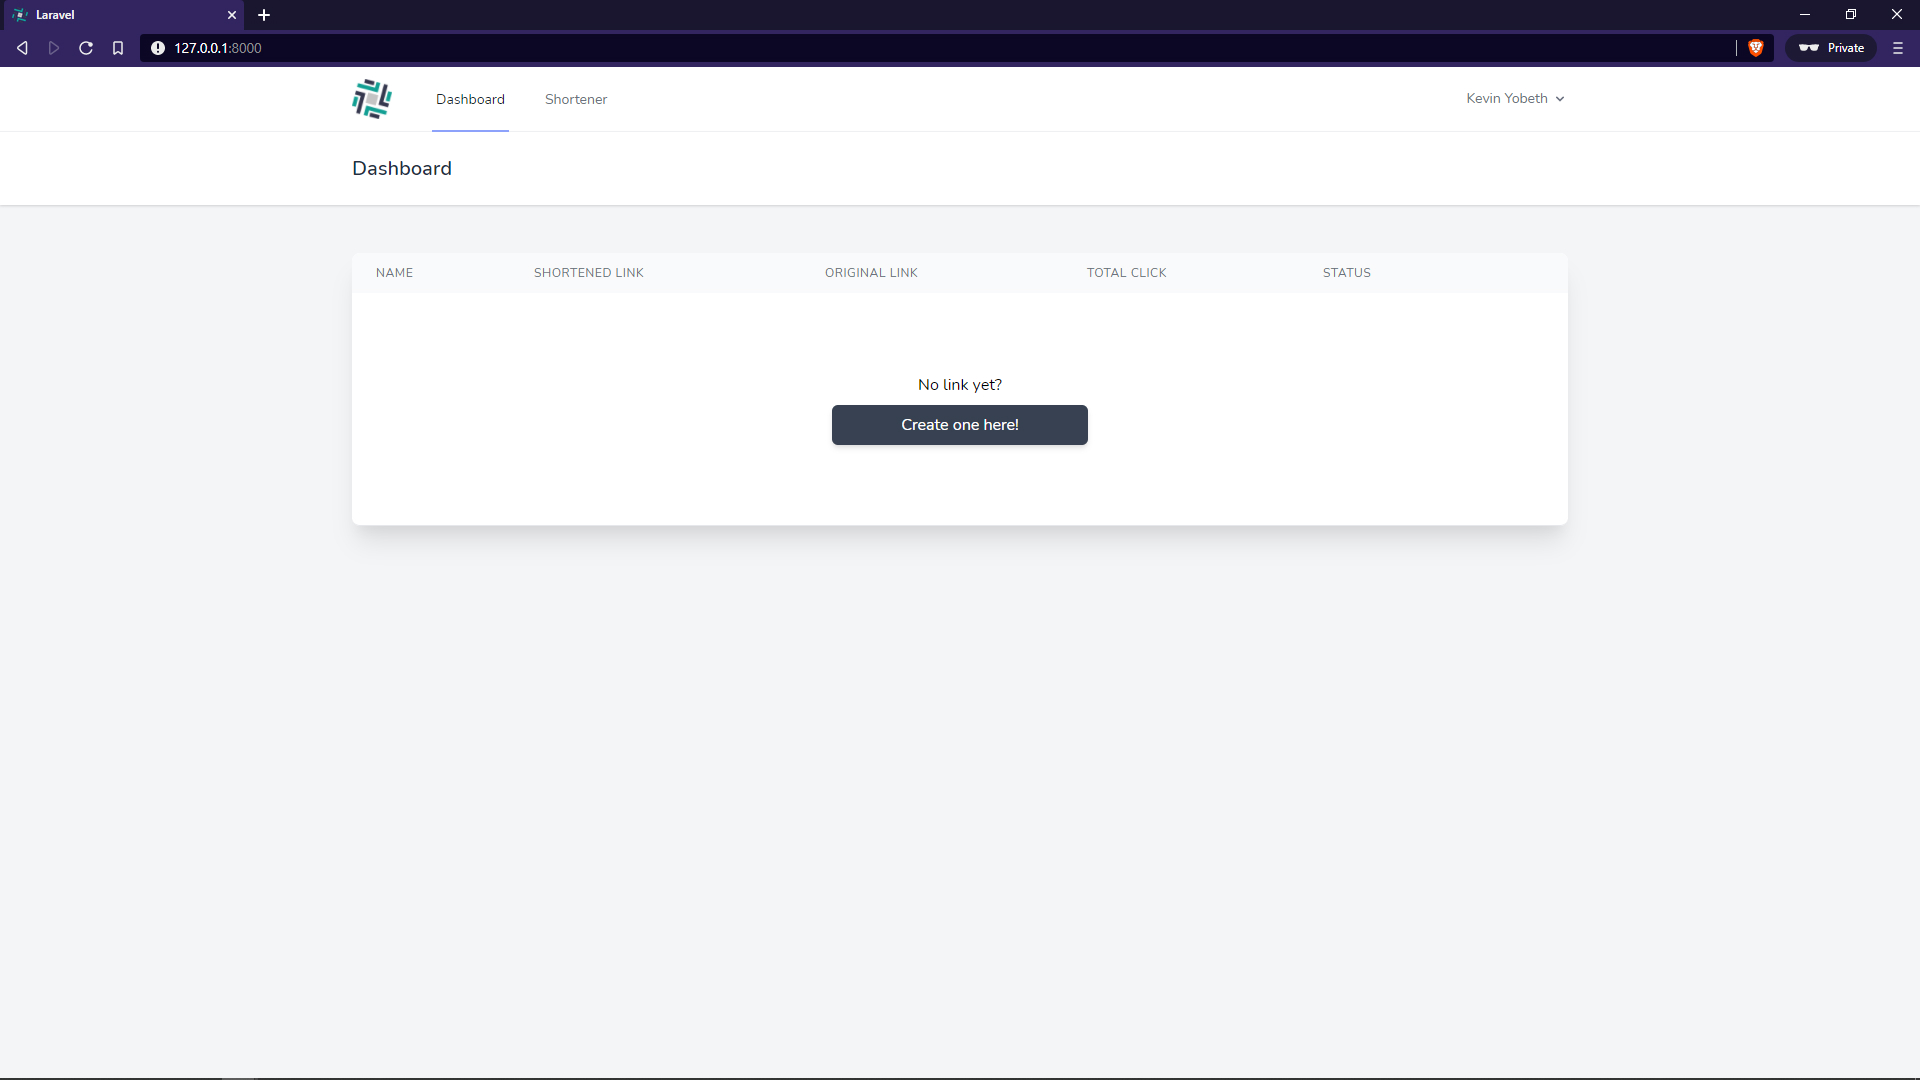 Laravel
127.0.0.1:8000
Private
Dashboard
Shortener
Kevin Yobeth
Dashboard
NAME
SHORTENED LINK
ORIGINAL LINK
TOTAL CLICK
STATUS
No link yet?
Create one here!